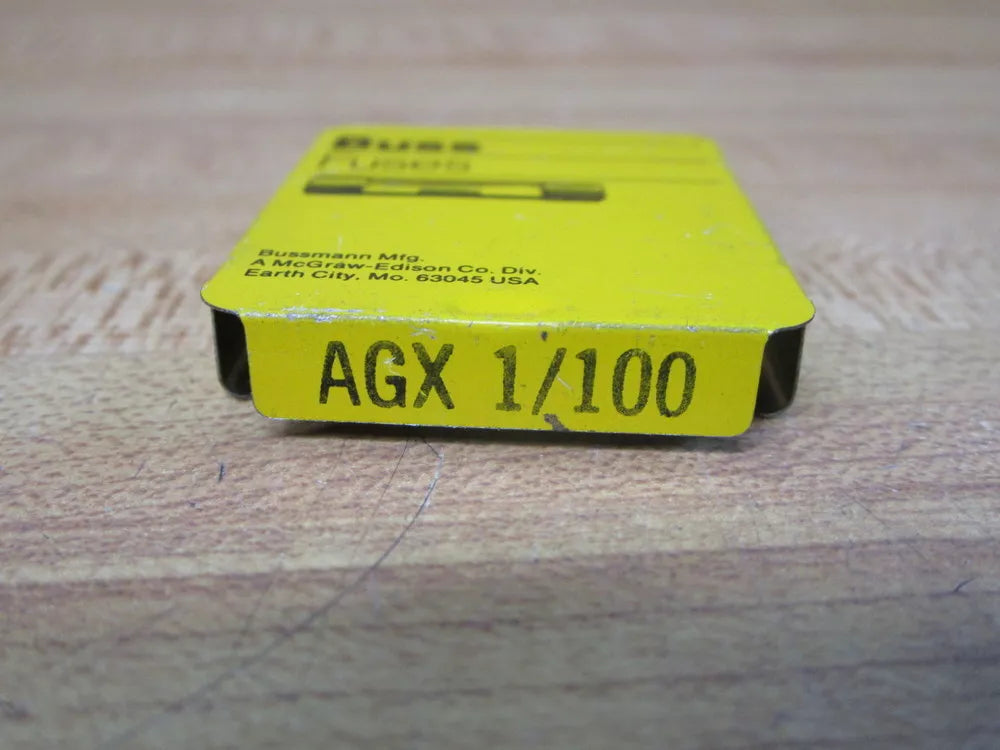 Buss
Fuses
Bussmann Mfg.
A McGraw-Edison Co. Div.
Earth City, Mo. 63045 USA
AGX 1/100